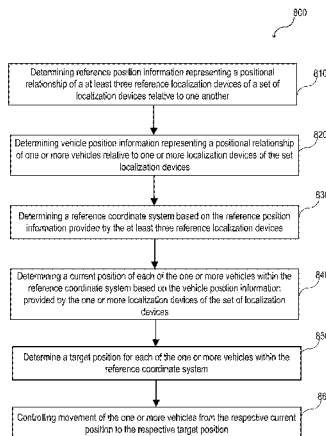 800
Determining reference position information representing a positional
relationship of a at least three reference localization devices of a set of
localization devices relative to one another
810
Determining vehicle position information representing a positional relationship
of one or more vehicles relative to one or more localization devices of the set
localization devices
820
Determining a reference coordinate system based on the reference position
information provided by the at least three reference localization devices
830
Determining a current position of each of the one or more vehicles within the
reference coordinate system based on the vehicle position information
provided by the one or more localization devices of the set of localization
devices
840
Determine a target position for each of the one or more vehicles within the
reference coordinate system
850
Controlling movement of the one or more vehicles from the respective current
position to the respective target position